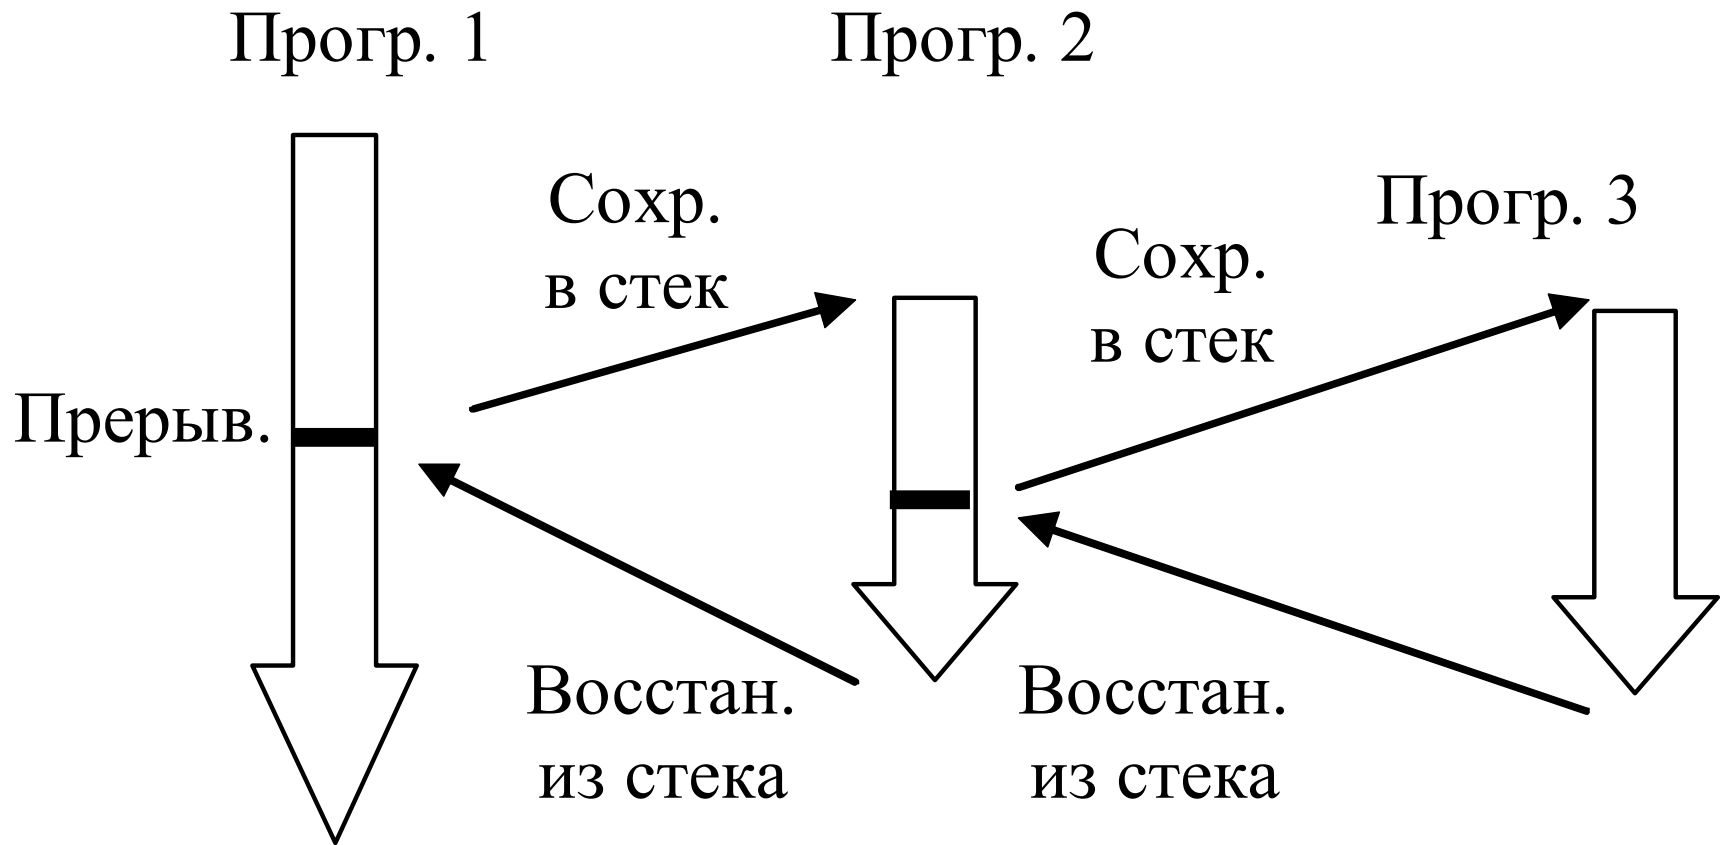 Прогр. 1
Прогр. 2
Сохр.
в стек
Прогр. 3
Сохр.
в стек
Прерыв.
Восстан.
из стека
Восстан.
из стека